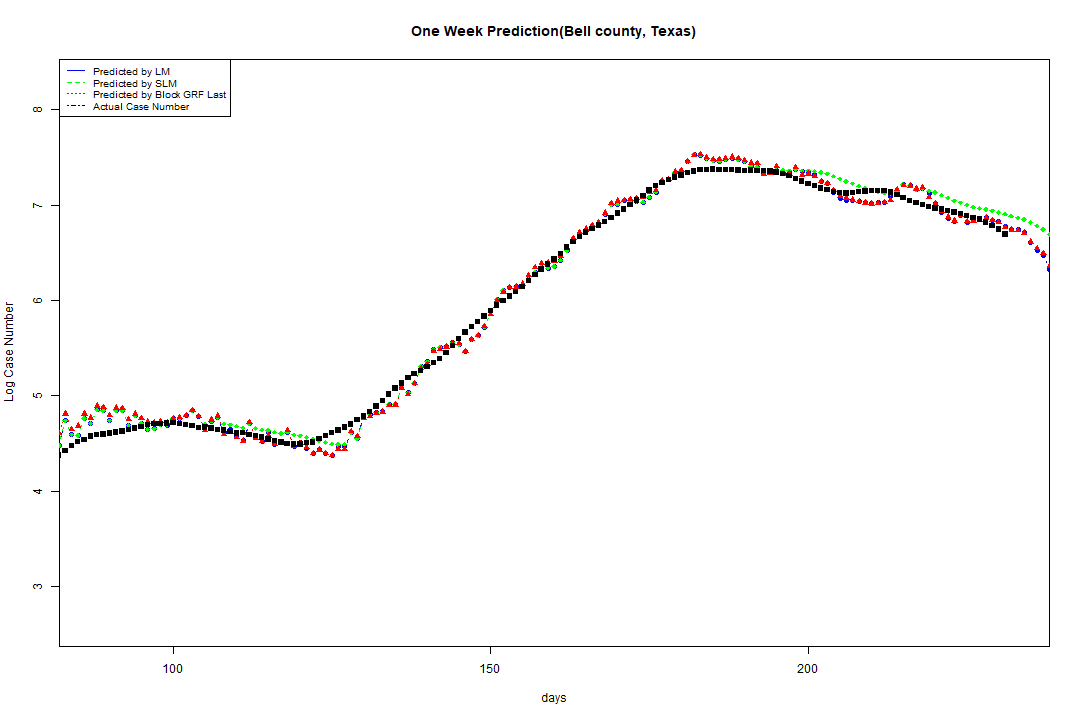 One Week Prediction(Bell county, Texas)
Predicted by LM
Predicted by SLM
Predicted by Block GRF Last
Actual Case Number
8
7
6
5
4
3
Log Case Number
100 150 200
days